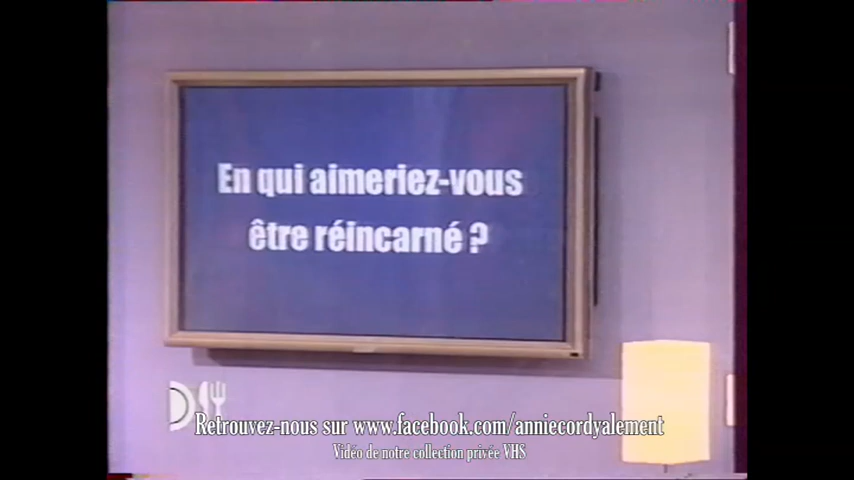 En qui aimeriez-vous
être réincarné ?
Retrouvez-nous sur www.facebook.com/anniecordyalement
Vidéo de notre collection privée VHS